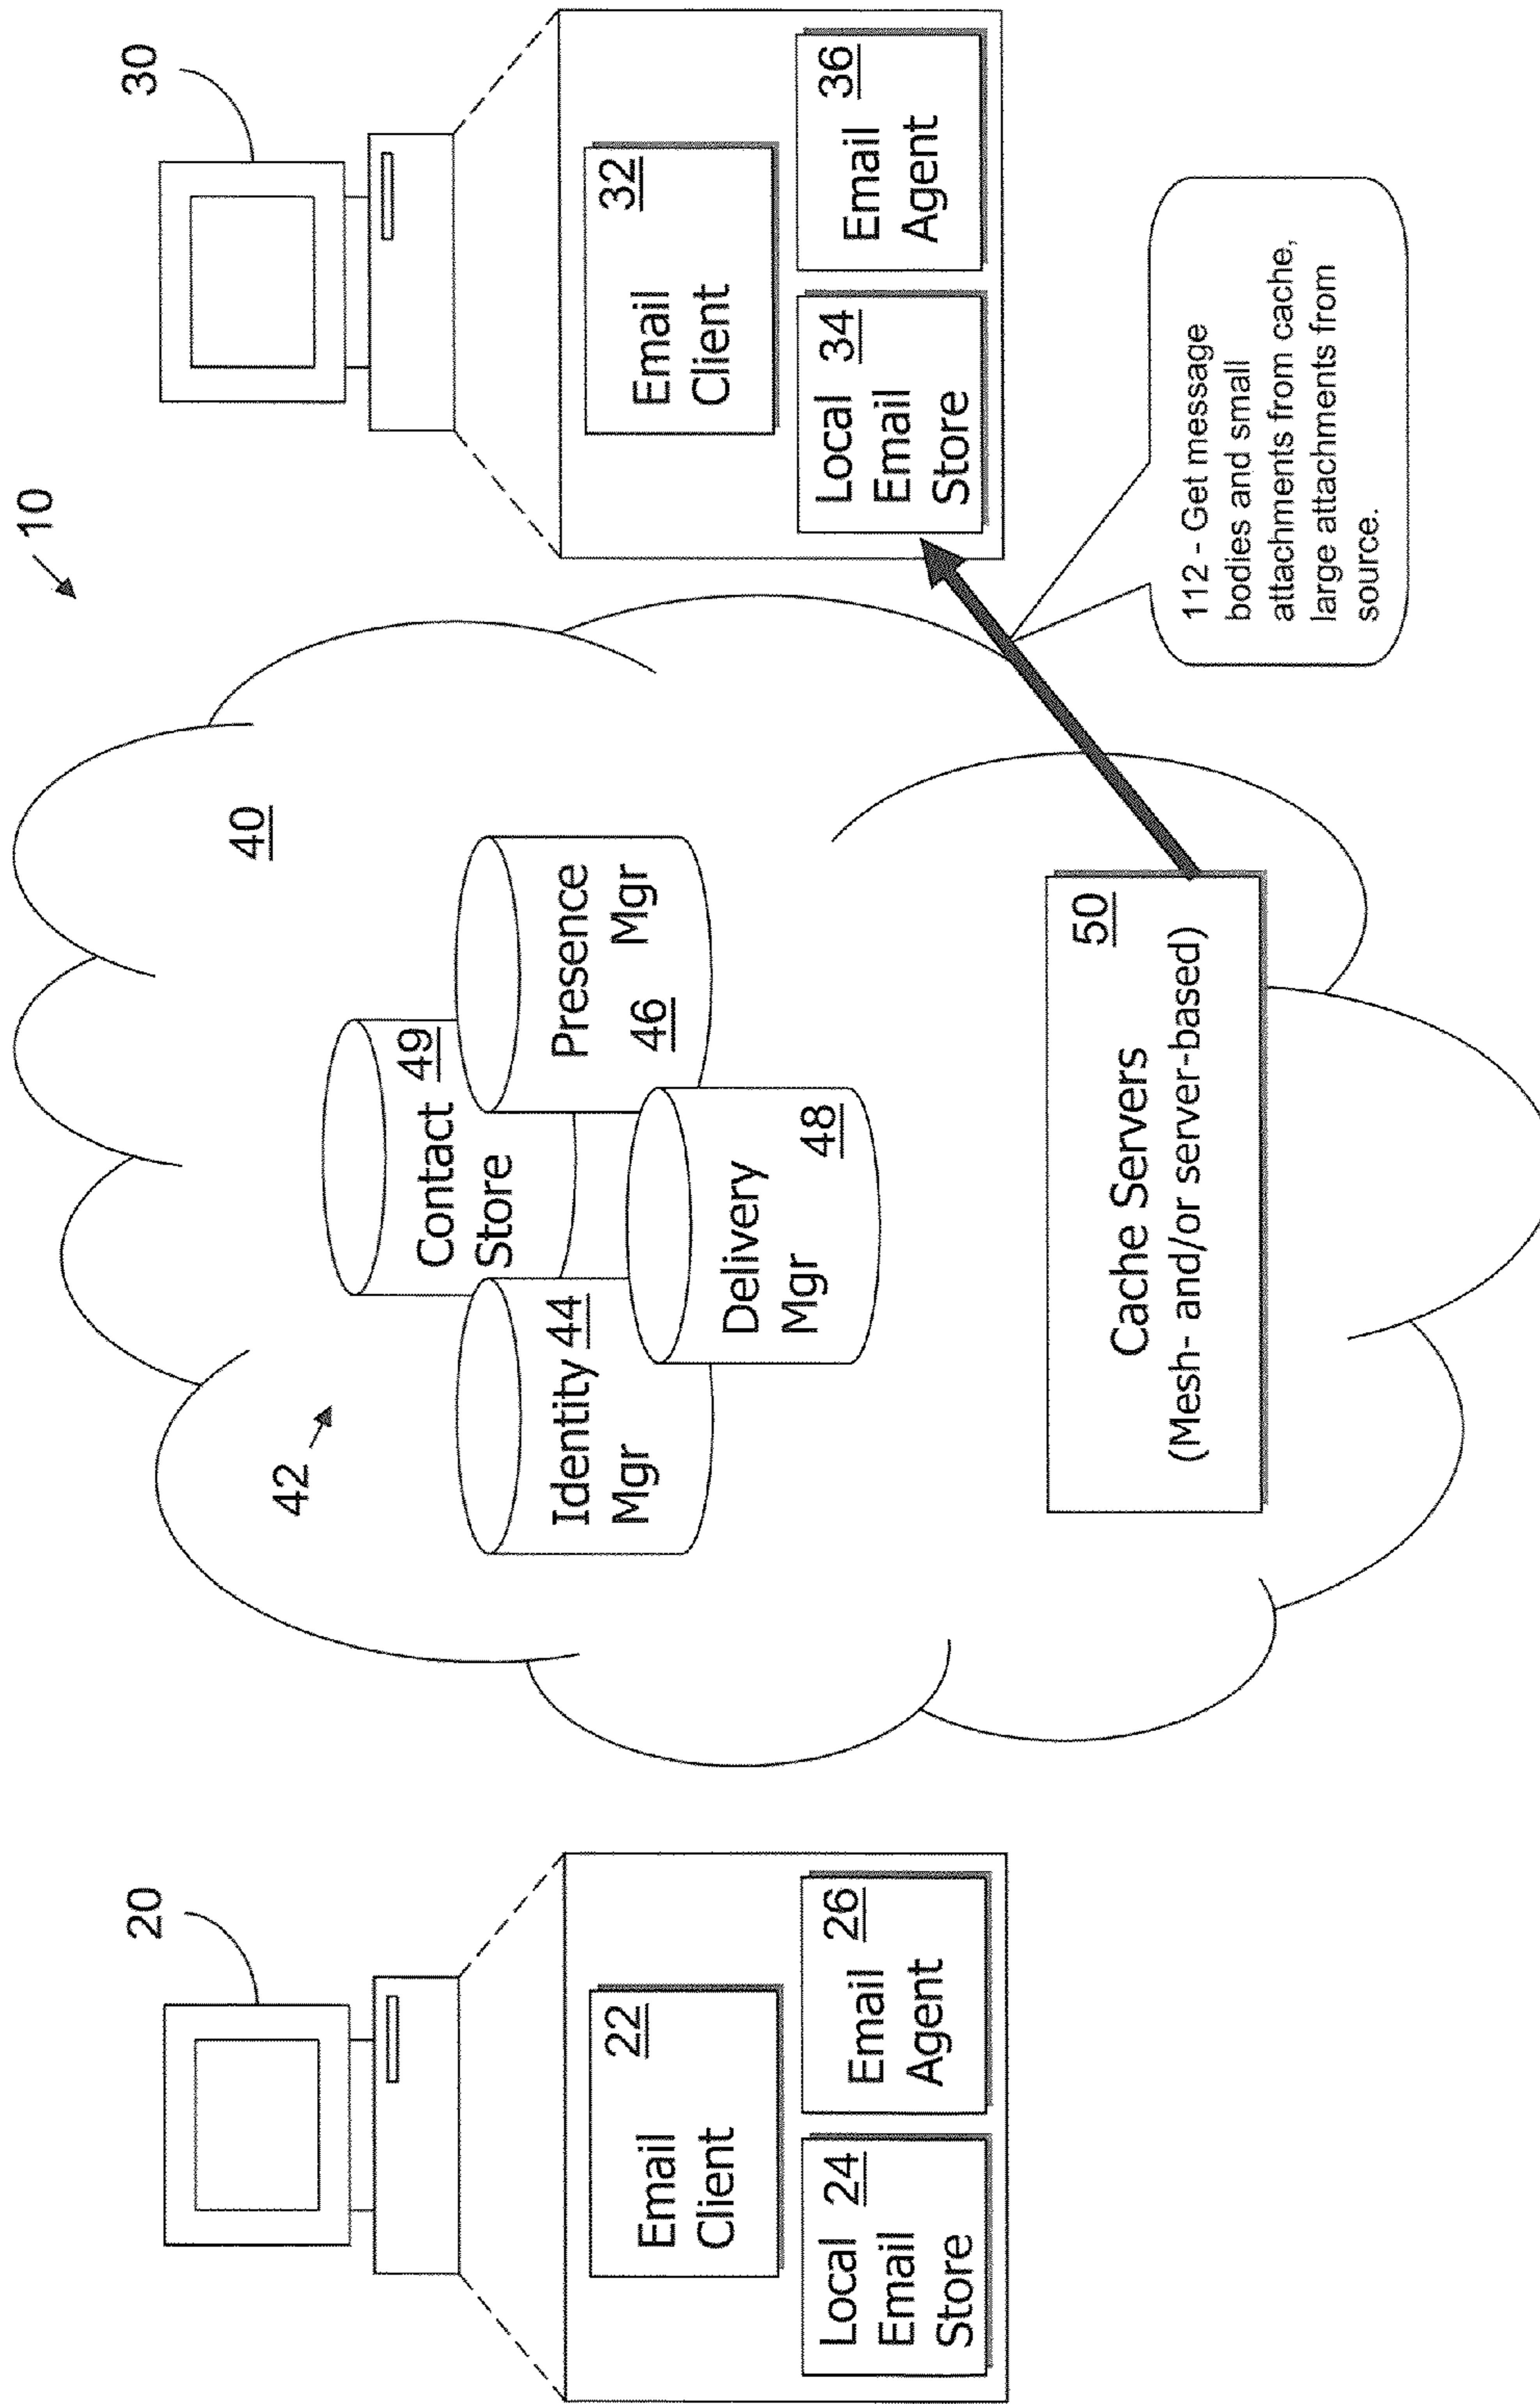 10
20
Email 22
Client
Local 24
Email
Store
Email 26
Agent
40
42
Contact 49
Store
Identity 44
Mgr
Presence
46 Mgr
Delivery
Mgr 48
50
Cache Servers
(Mesh- and/or server-based)
30
32
Email
Client
Local 34
Email
Store
Email 36
Agent
112 - Get message
bodies and small
attachments from cache,
large attachments from
source.